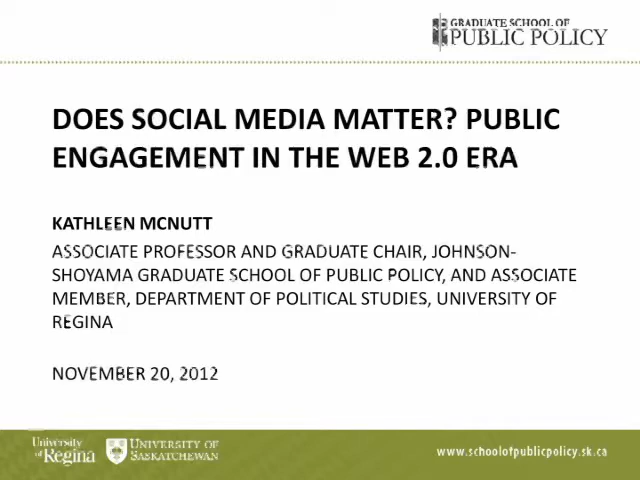 GRADUATE SCHOOL OF
PUBLIC POLICY
DOES SOCIAL MEDIA MATTER? PUBLIC
ENGAGEMENT IN THE WEB 2.0 ERA
KATHLEEN MCNUTT
ASSOCIATE PROFESSOR AND GRADUATE CHAIR, JOHNSON-
SHOYAMA GRADUATE SCHOOL OF PUBLIC POLICY, AND ASSOCIATE
MEMBER, DEPARTMENT OF POLITICAL STUDIES, UNIVERSITY OF
REGINA
NOVEMBER 20, 2012
University
of Regina
UNIVERSITY OF
SASKATCHEWAN
www.schoolofpublicpolicy.sk.ca